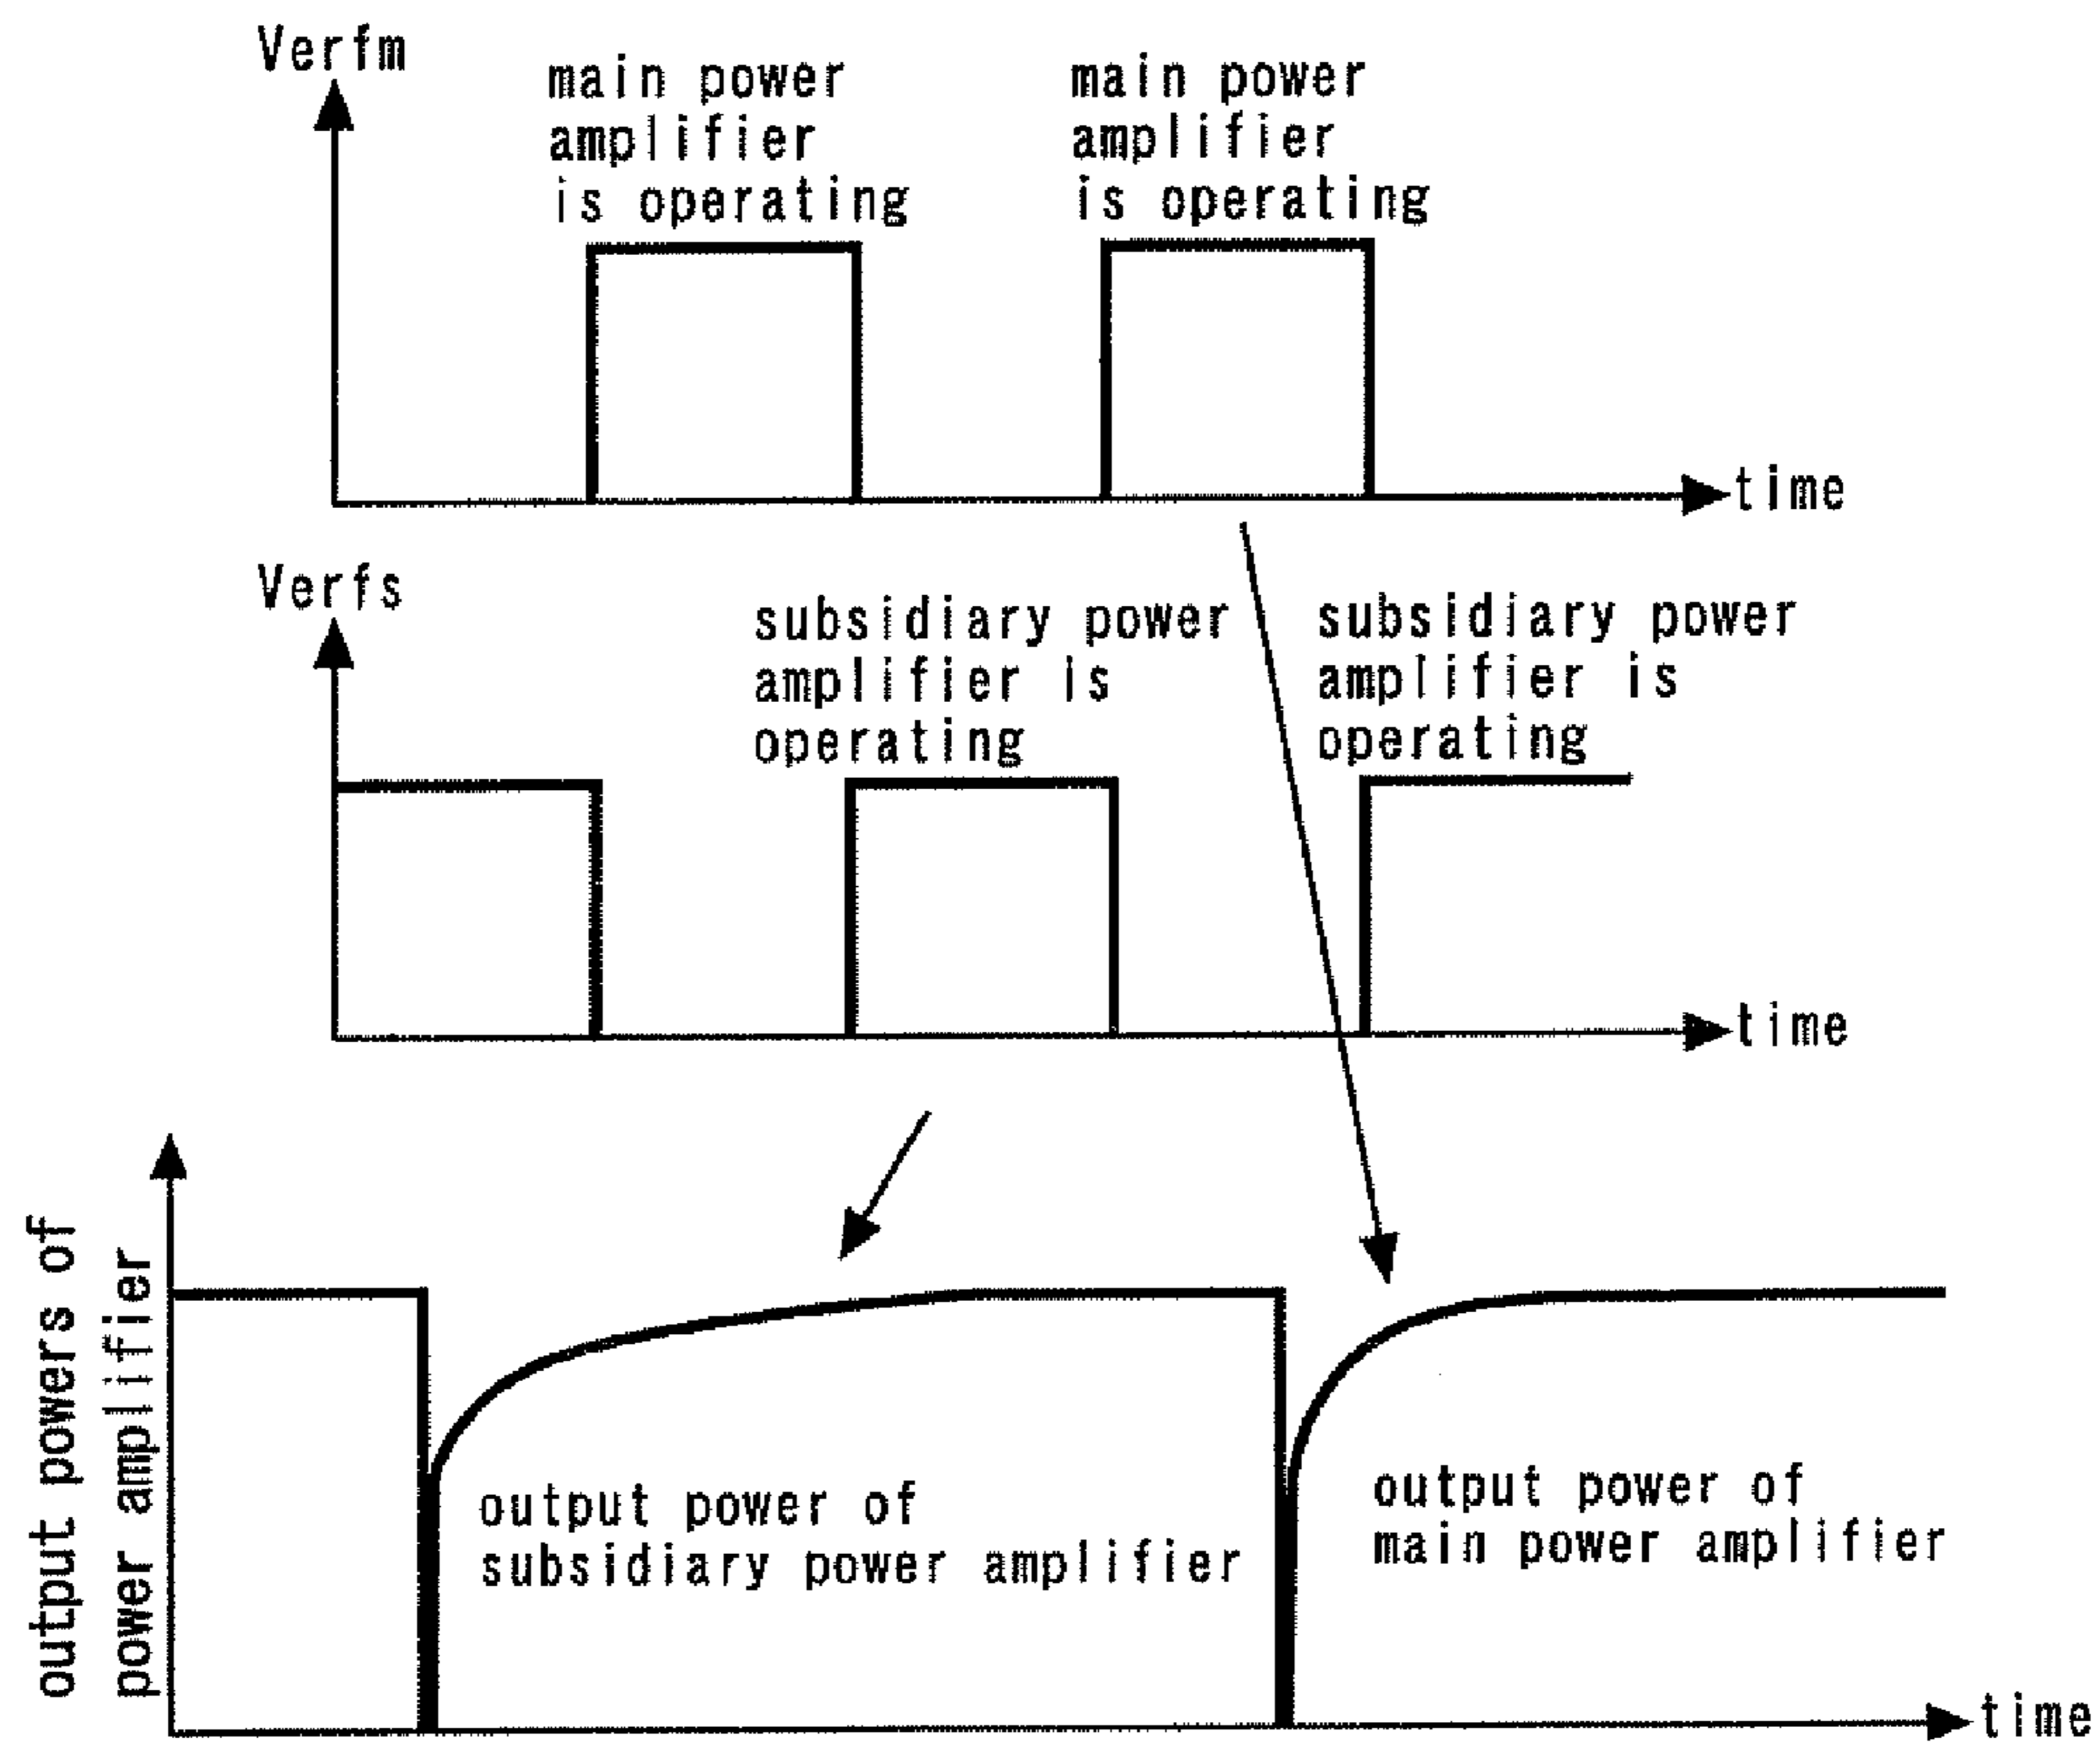 Verfm
main power
amplifier
is operating
main power
amplifier
is operating
time
Verfs
subsidiary power
amplifier is
operating
subsidiary power
amplifier is
operating
time
output powers of
power amplifier
output power of
subsidiary power amplifier
output power of
main power amplifier
time